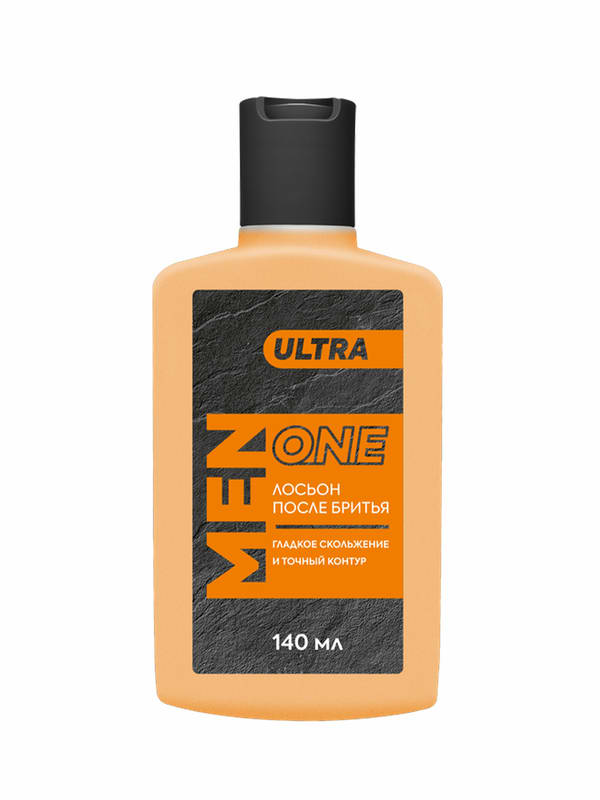 ULTRA
MEN
ONE
ЛОСЬОН
ПОСЛЕ БРИТЬЯ
ГЛАДКОЕ СКОЛЬЖЕНИЕ
И ТОЧНЫЙ КОНТУР
140 МЛ